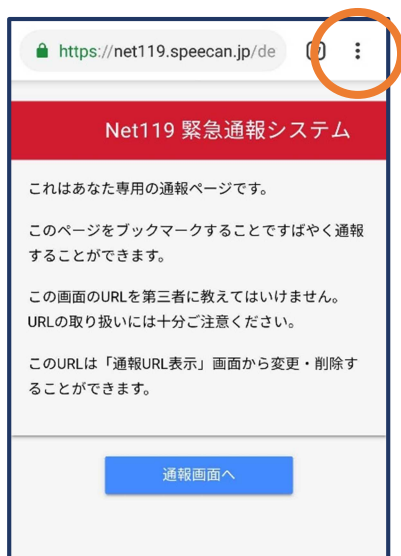 https://net119.speecan.jp/de
Net119 緊急通報システム
これはあなた専用の通報ページです。
このページをブックマークすることですばやく通報
することができます。
この画面のURLを第三者に教えてはいけません。
URLの取り扱いには十分ご注意ください。
このURLは「通報URL表示」画面から変更・削除す
ることができます。
通報画面へ